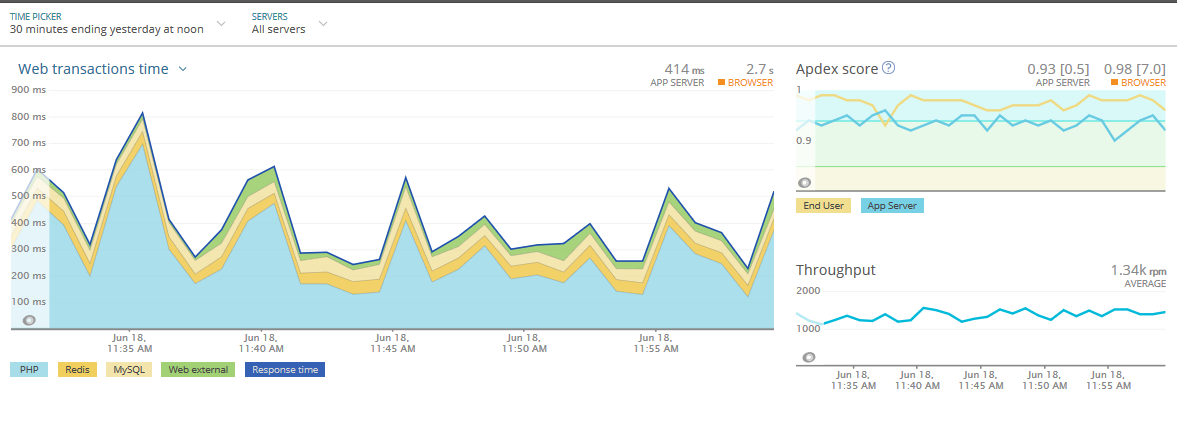 TIME PICKER
30 minutes ending yesterday at noon
SERVERS
All servers
Web transactions time
414 ms
APP SERVER
2.7 s
BROWSER
900 ms
800 ms
700 ms
600 ms
500 ms
400 ms
300 ms
200 ms
100 ms
Jun 18,
11:35 AM
Jun 18,
11:40 AM
Jun 18,
11:45 AM
Jun 18,
11:50 AM
Jun 18,
11:55 AM
PHP
Redis
MySQL
Web external
Response time
Apdex score ?
0.93 [0.5]
APP SERVER
0.98 [7.0]
BROWSER
1
0.9
End User
App Server
Throughput
1.34k rpm
AVERAGE
2000
1000
Jun 18,
11:35 AM
Jun 18,
11:40 AM
Jun 18,
11:45 AM
Jun 18,
11:50 AM
Jun 18,
11:55 AM